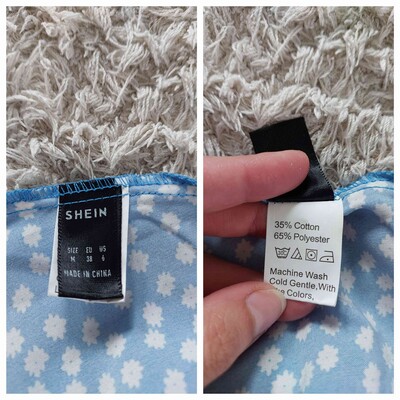 SHEIN
SIZE EU US
M 38 6
MADE IN CHINA
35% Cotton
65% Polyester
Machine Wash
Cold Gentle,With
Colors,